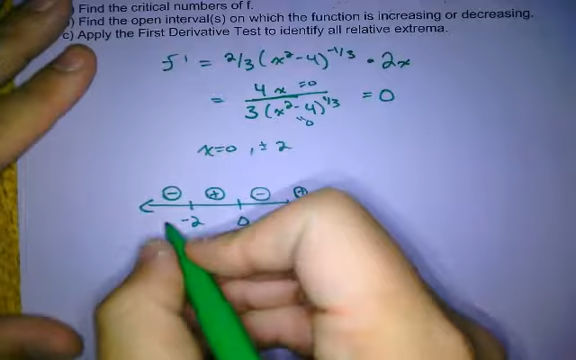 ) Find the critical numbers of f.
) Find the open interval(s) on which the function is increasing or decreasing.
c) Apply the First Derivative Test to identify all relative extrema.
f' = 2/3 (x²-4)^-1/3 • 2x
= 4x =0 / 3(x²-4)^1/3 =0 = 0
x=0, ±2
⊖ ⊕ ⊖ ⊕
-2 0